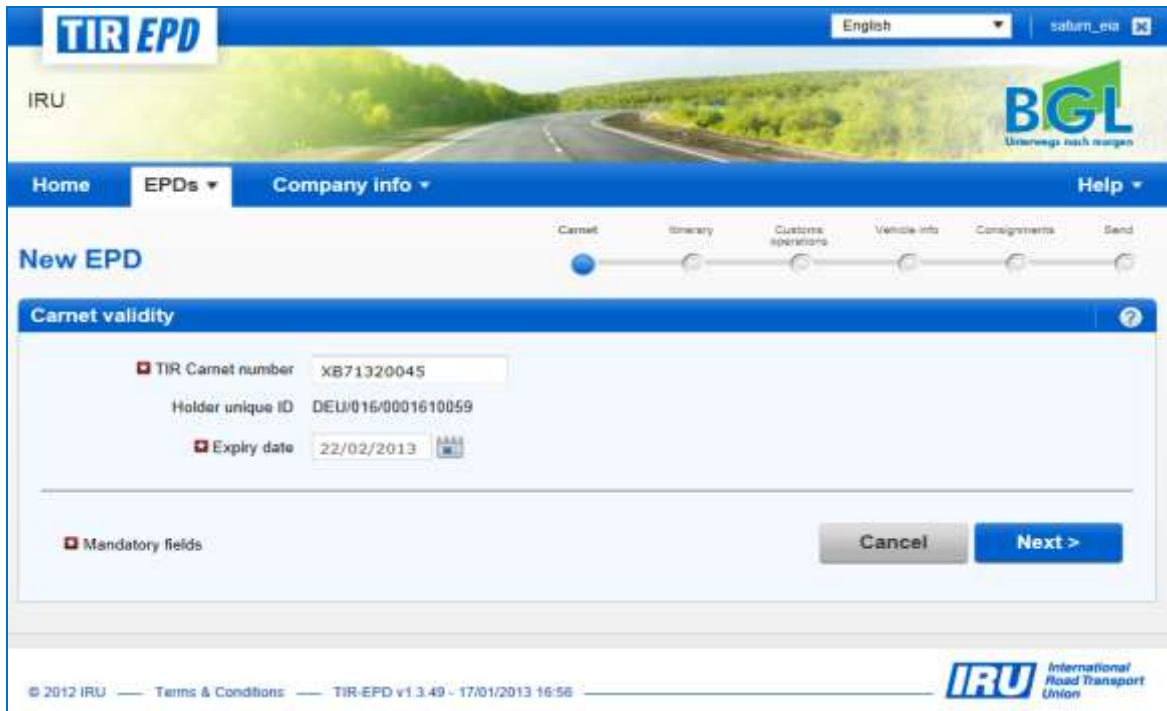 TIR EPD
English
saturn_eia
IRU
BGL
Unterwegs nach morgen
Home EPDs Company info Help
New EPD
Carnet Itinerary Customs operations Vehicle info Consignments Send
Carnet validity
TIR Carnet number XB71320045
Holder unique ID DEU/016/0001610059
Expiry date 22/02/2013
Mandatory fields
Cancel Next >
© 2012 IRU — Terms & Conditions — TIR-EPD v1.3.49 - 17/01/2013 16:56
IRU International
Road Transport
Union